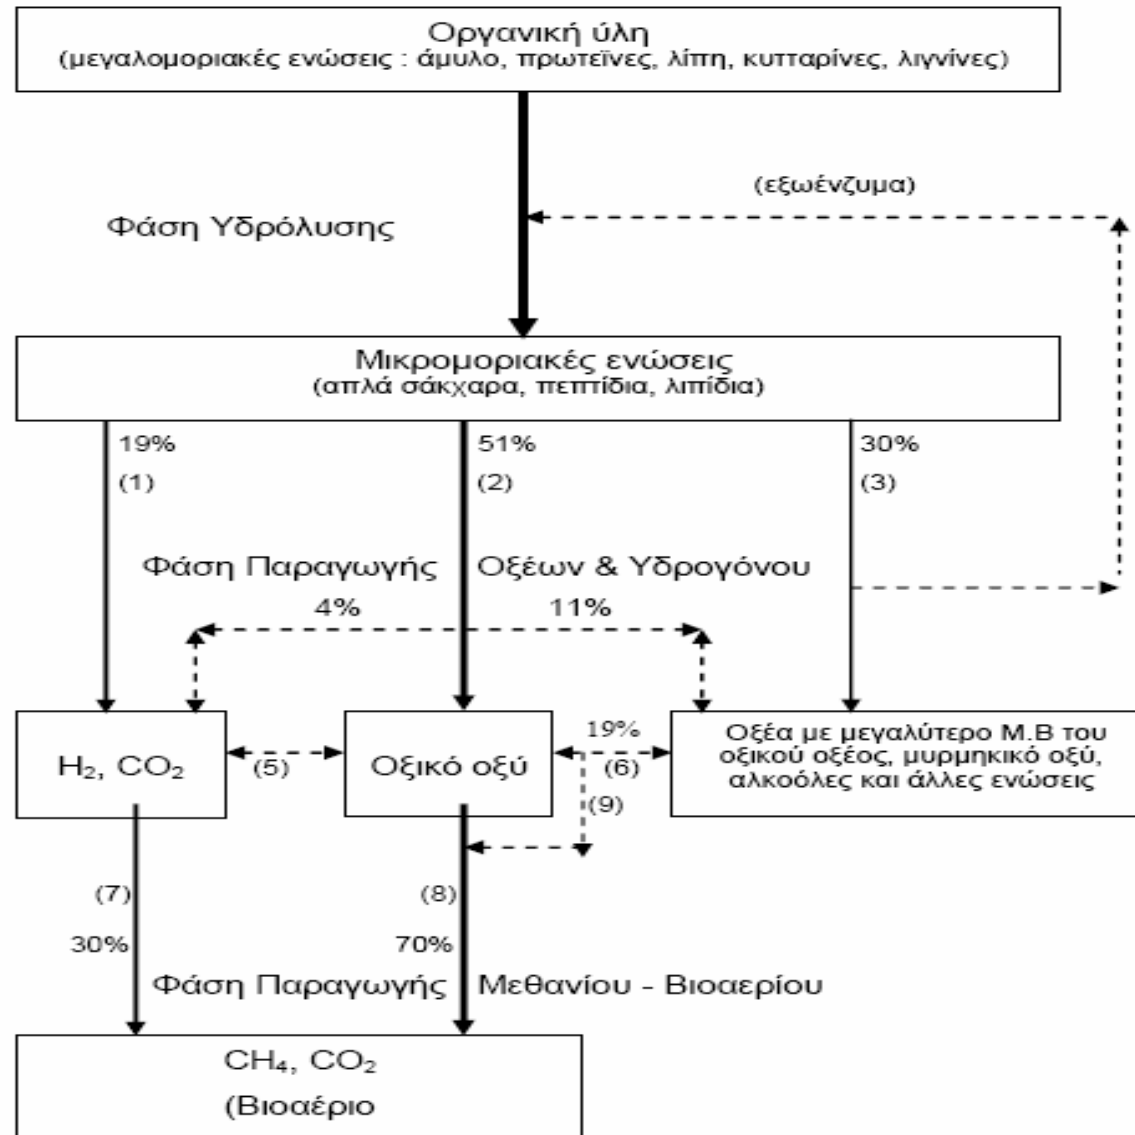 Οργανική ύλη
(μεγαλομοριακές ενώσεις : άμυλο, πρωτεϊνες, λίπη, κυτταρίνες, λιγνίνες)
(εξωένζυμα)
Φάση Υδρόλυσης
Μικρομοριακές ενώσεις
(απλά σάκχαρα, πεπτίδια, λιπίδια)
19%
51%
30%
(1)
(2)
(3)
Φάση Παραγωγής Οξέων & Υδρογόνου
4%
11%
H₂, CO₂
(5)
Οξικό οξύ
19%
(6)
(9)
Οξέα με μεγαλύτερο Μ.Β του
οξικού οξέος, μυρμηκικό οξύ,
αλκοόλες και άλλες ενώσεις
(7)
(8)
30%
70%
Φάση Παραγωγής Μεθανίου - Βιοαερίου
CH₄, CO₂
(Βιοαέριο